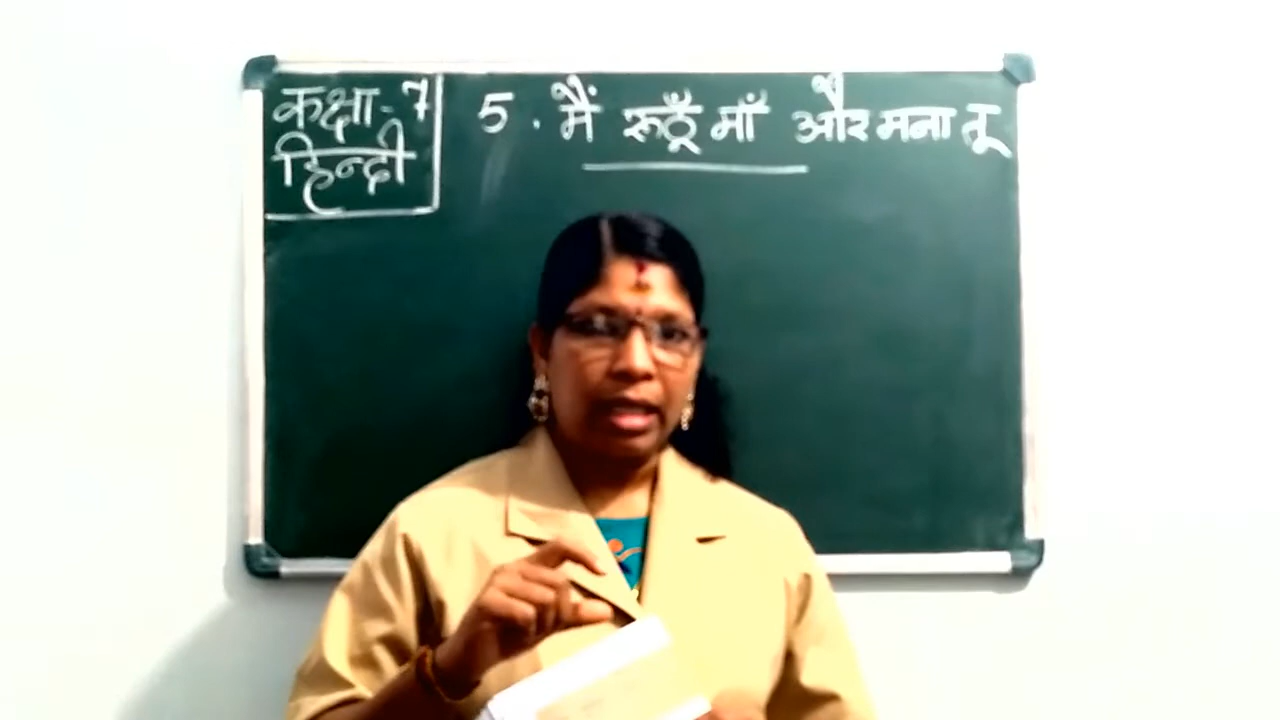 कक्षा-7
हिन्दी
5. मैं रूठूँ माँ और मना तू